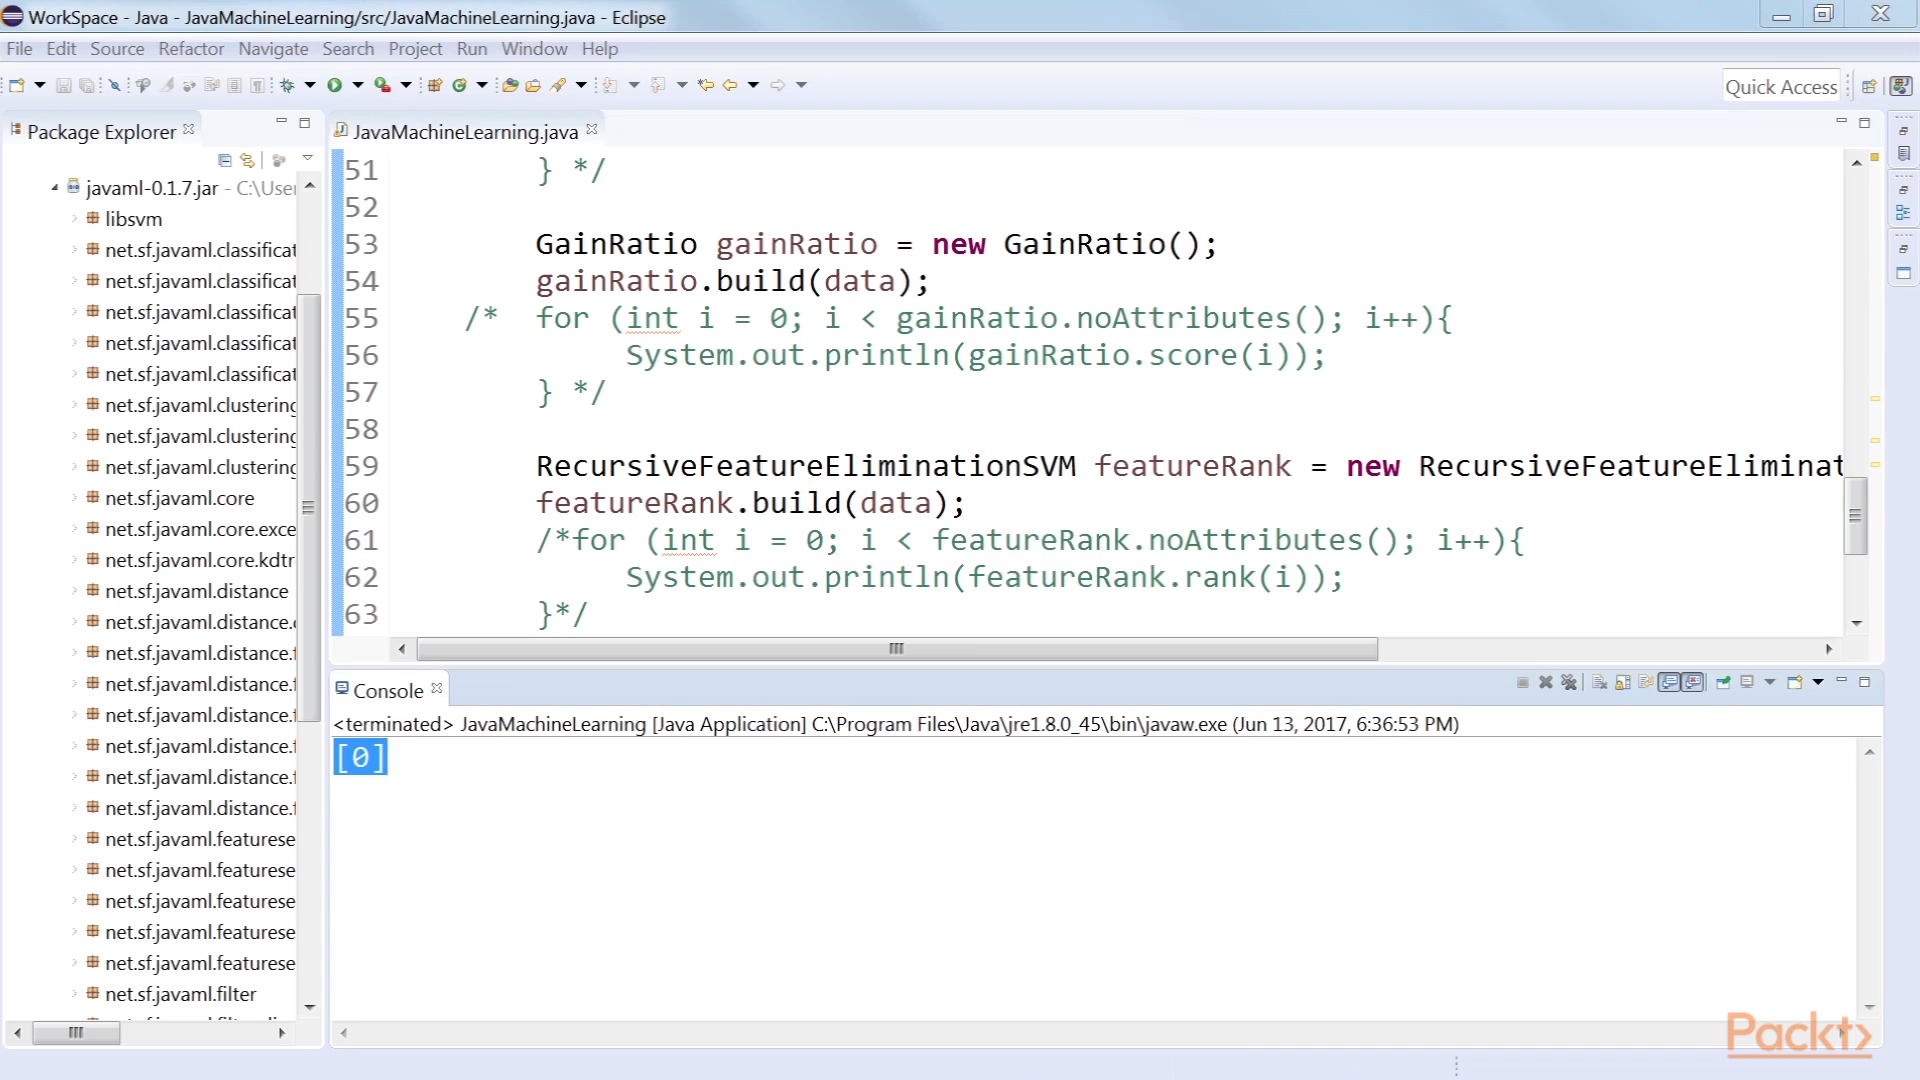 WorkSpace - Java - JavaMachineLearning/src/JavaMachineLearning.java - Eclipse
File Edit Source Refactor Navigate Search Project Run Window Help
Quick Access
Package Explorer
JavaMachineLearning.java
javaml-0.1.7.jar - C:\User
libsvm
net.sf.javaml.classificat
net.sf.javaml.classificat
net.sf.javaml.classificat
net.sf.javaml.classificat
net.sf.javaml.classificat
net.sf.javaml.clustering
net.sf.javaml.clustering
net.sf.javaml.clustering
net.sf.javaml.core
net.sf.javaml.core.exce
net.sf.javaml.core.kdtr
net.sf.javaml.distance
net.sf.javaml.distance.
net.sf.javaml.distance.f
net.sf.javaml.distance.f
net.sf.javaml.distance.f
net.sf.javaml.distance.f
net.sf.javaml.distance.f
net.sf.javaml.distance.f
net.sf.javaml.featurese
net.sf.javaml.featurese
net.sf.javaml.featurese
net.sf.javaml.featurese
net.sf.javaml.featurese
net.sf.javaml.filter
51 } */
52
53 GainRatio gainRatio = new GainRatio();
54 gainRatio.build(data);
55 /* for (int i = 0; i < gainRatio.noAttributes(); i++){
56 System.out.println(gainRatio.score(i));
57 } */
58
59 RecursiveFeatureEliminationSVM featureRank = new RecursiveFeatureEliminat
60 featureRank.build(data);
61 /*for (int i = 0; i < featureRank.noAttributes(); i++){
62 System.out.println(featureRank.rank(i));
63 }*/
Console
<terminated> JavaMachineLearning [Java Application] C:\Program Files\Java\jre1.8.0_45\bin\javaw.exe (Jun 13, 2017, 6:36:53 PM)
[0]
Packt>